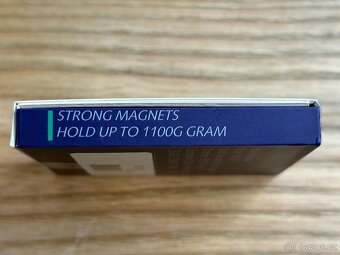 STRONG MAGNETS
HOLD UP TO 1100G GRAM